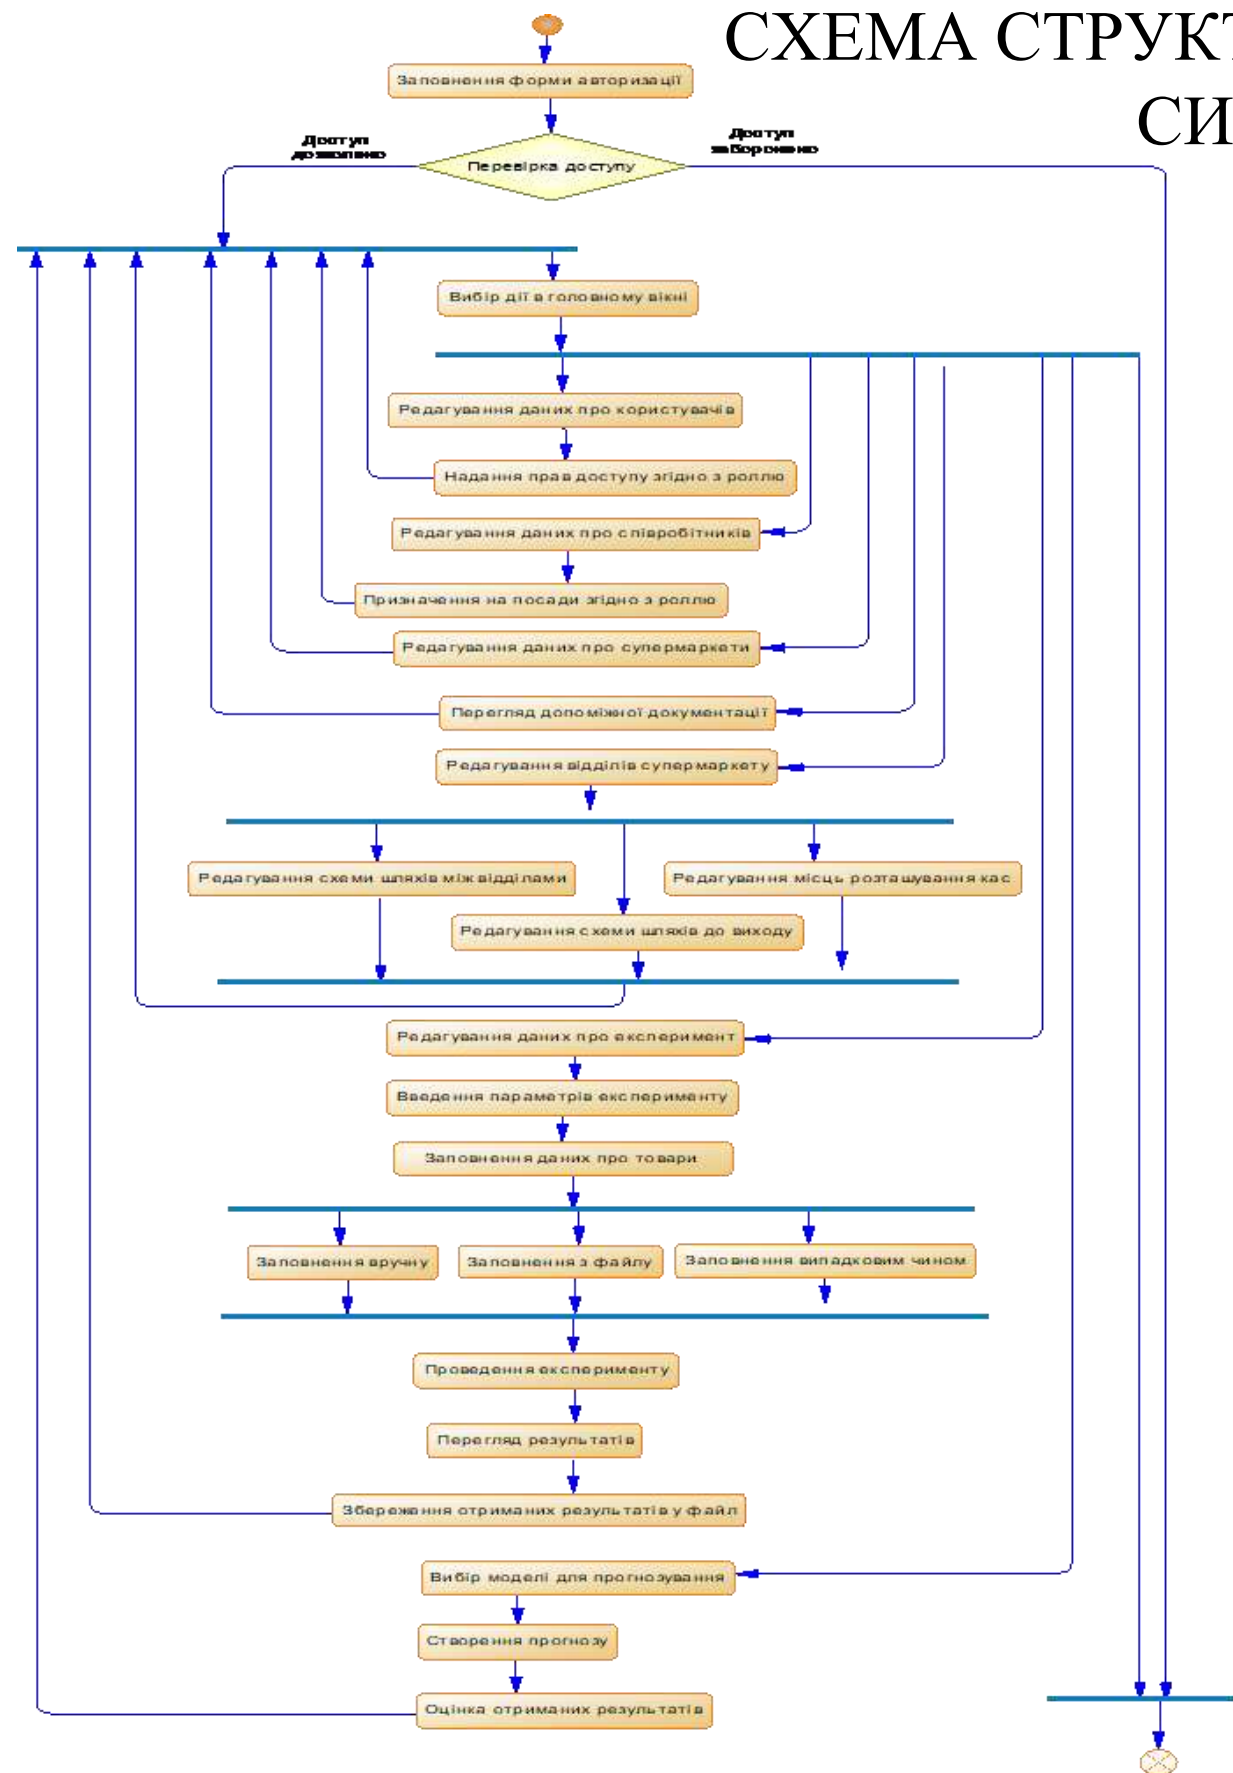 СХЕМА СТРУКТ
СИ
Заповнення форми авторизації
Доступ
дозволено
Доступ
заборонено
Перевірка доступу
Вибір дії в головному вікні
Редагування даних про користувачів
Надання прав доступу згідно з роллю
Редагування даних про співробітників
Призначення на посади згідно з роллю
Редагування даних про супермаркети
Перегляд допоміжної документації
Редагування відділів супермаркету
Редагування схеми шляхів між відділами
Редагування місць розташування кас
Редагування схеми шляхів до виходу
Редагування даних про експеримент
Введення параметрів експерименту
Заповнення даних про товари
Заповнення вручну
Заповнення з файлу
Заповнення випадковим чином
Проведення експерименту
Перегляд результатів
Збереження отриманих результатів у файл
Вибір моделі для прогнозування
Створення прогнозу
Оцінка отриманих результатів